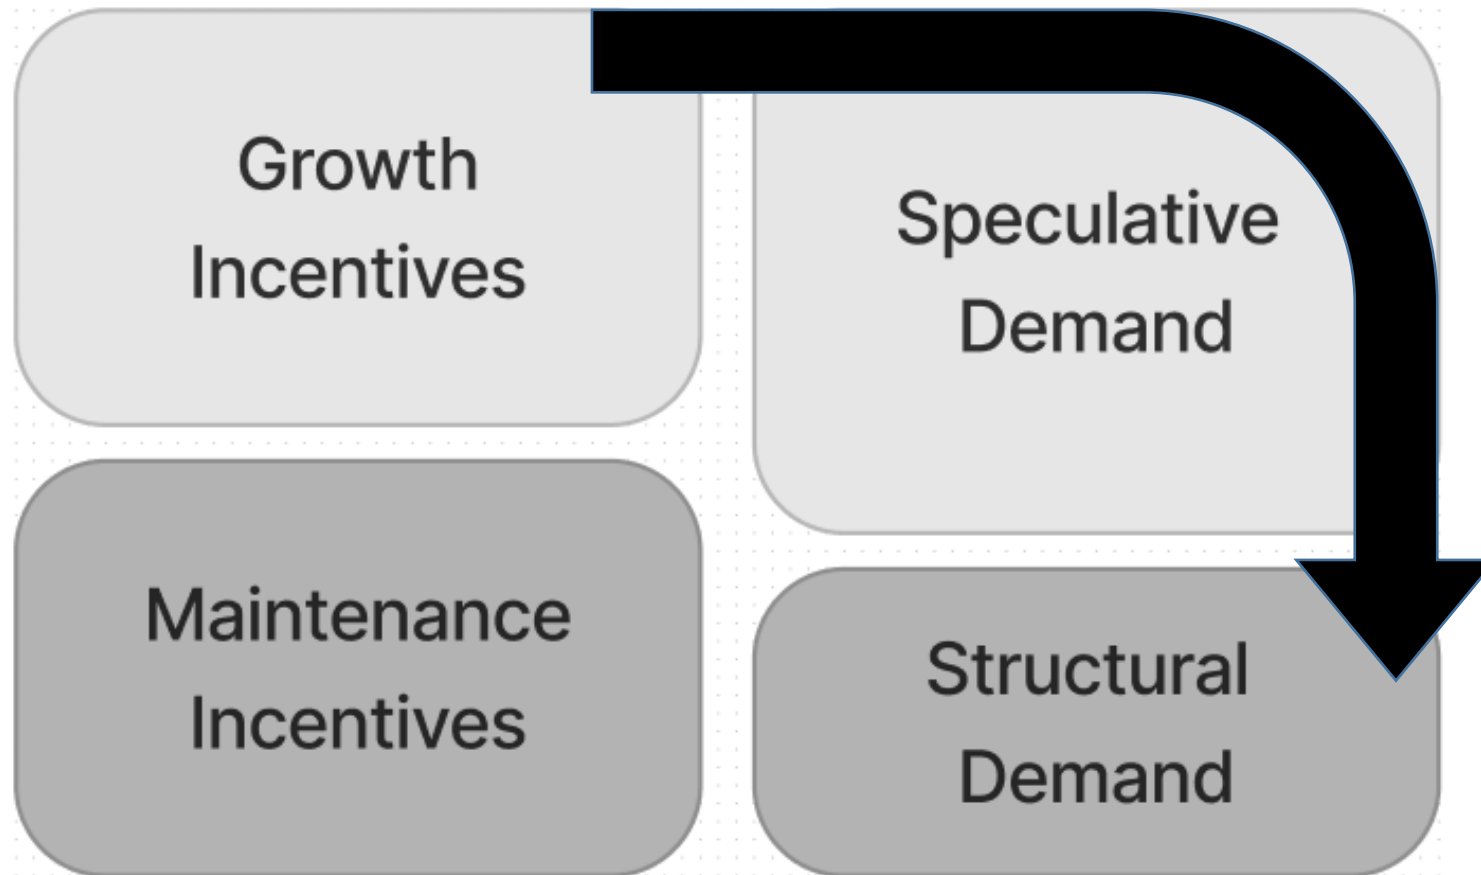 Growth
Incentives
Speculative
Demand
Maintenance
Incentives
Structural
Demand